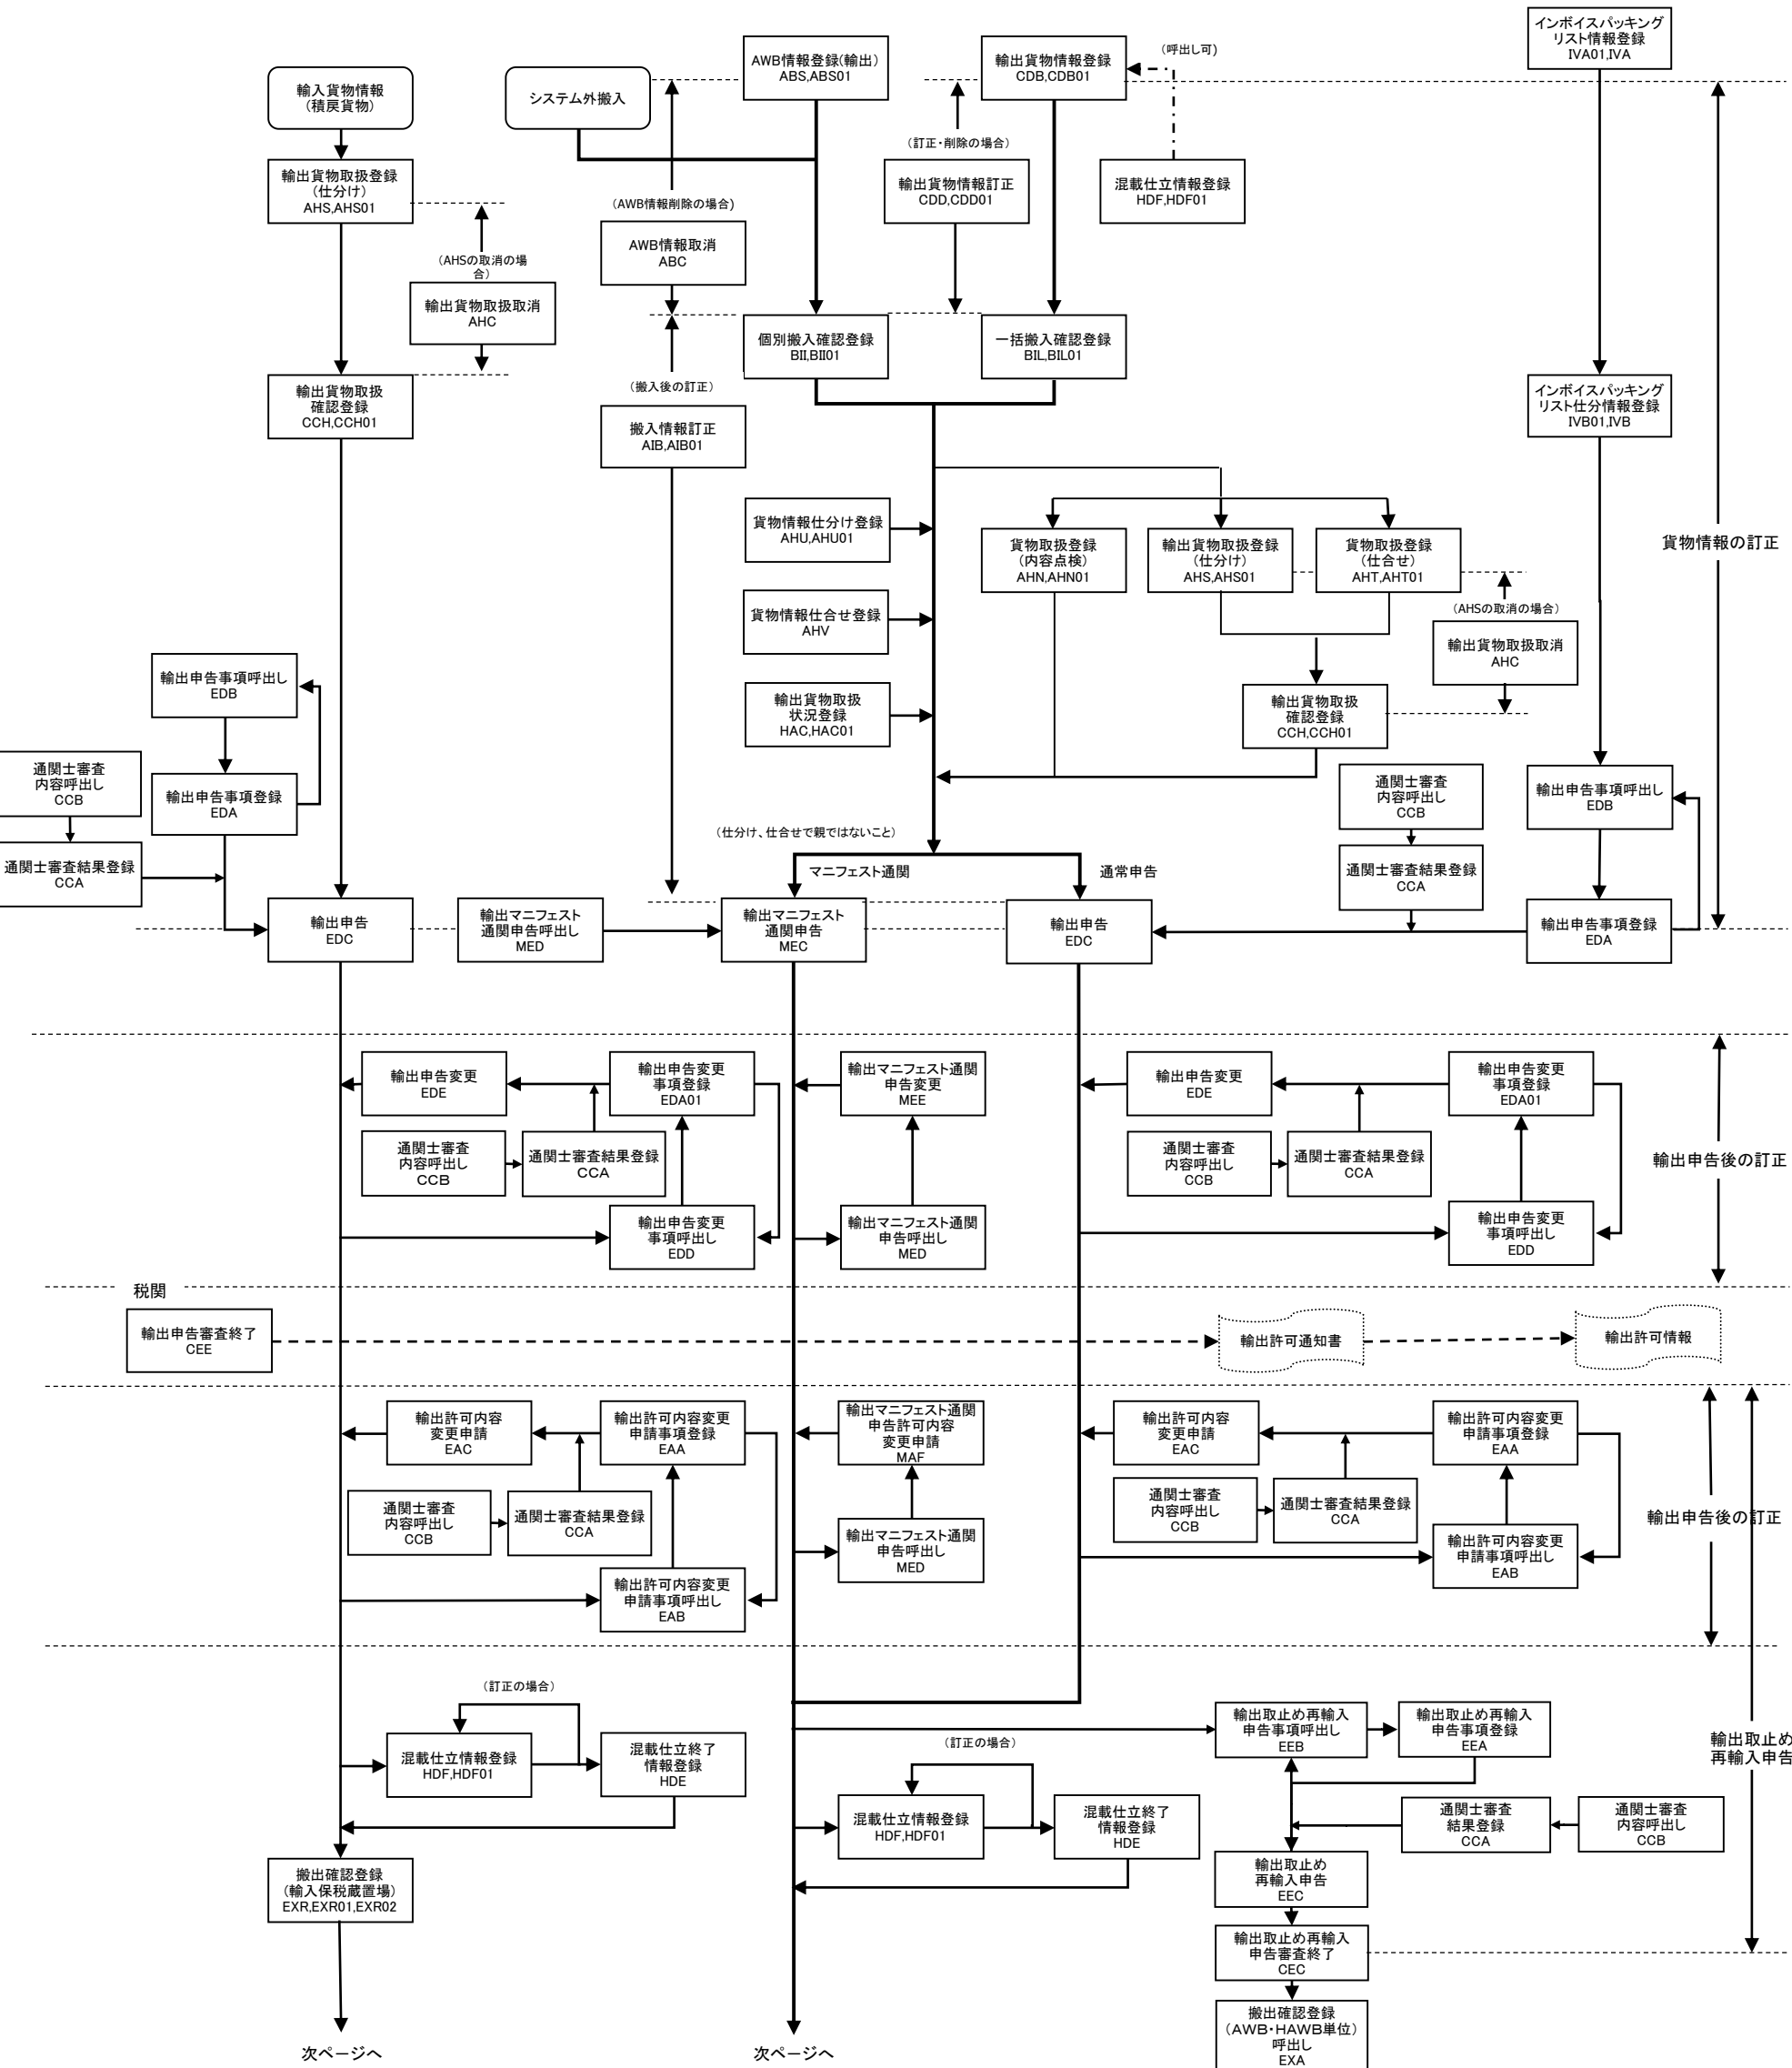 インボイスパッキング
リスト情報登録
IVA01,IVA
AWB情報登録(輸出)
ABS,ABS01
輸出貨物情報登録
CDB,CDB01
(呼出し可)
輸入貨物情報
(積戻貨物)
システム外搬入
(訂正・削除の場合)
輸出貨物取扱登録
(仕分け)
AHS,AHS01
輸出貨物情報訂正
CDD,CDD01
混載仕立情報登録
HDF,HDF01
(AWB情報削除の場合)
AWB情報取消
ABC
(AHSの取消の場
合)
輸出貨物取扱取消
AHC
個別搬入確認登録
BII,BII01
一括搬入確認登録
BIL,BIL01
(搬入後の訂正)
輸出貨物取扱
確認登録
CCH,CCH01
インボイスパッキング
リスト仕分情報登録
IVB01,IVB
搬入情報訂正
AIB,AIB01
貨物情報仕分け登録
AHU,AHU01
貨物取扱登録
(内容点検)
AHN,AHN01
輸出貨物取扱登録
(仕分け)
AHS,AHS01
貨物取扱登録
(仕合せ)
AHT,AHT01
貨物情報の訂正
(AHSの取消の場合)
貨物情報仕合せ登録
AHV
輸出貨物取扱取消
AHC
輸出申告事項呼出し
EDB
輸出貨物取扱
状況登録
HAC,HAC01
輸出貨物取扱
確認登録
CCH,CCH01
通関士審査
内容呼出し
CCB
輸出申告事項登録
EDA
通関士審査
内容呼出し
CCB
輸出申告事項呼出し
EDB
(仕分け、仕合せで親ではないこと)
通関士審査結果登録
CCA
マニフェスト通関
通常申告
通関士審査結果登録
CCA
輸出申告
EDC
輸出マニフェスト
通関申告呼出し
MED
輸出マニフェスト
通関申告
MEC
輸出申告
EDC
輸出申告事項登録
EDA
輸出申告変更
EDE
輸出申告変更
事項登録
EDA01
輸出マニフェスト通関
申告変更
MEE
輸出申告変更
EDE
輸出申告変更
事項登録
EDA01
通関士審査
内容呼出し
CCB
通関士審査結果登録
CCA
通関士審査
内容呼出し
CCB
通関士審査結果登録
CCA
輸出申告後の訂正
輸出申告変更
事項呼出し
EDD
輸出マニフェスト通関
申告呼出し
MED
輸出申告変更
事項呼出し
EDD
税関
輸出申告審査終了
CEE
輸出許可通知書
輸出許可情報
輸出許可内容
変更申請
EAC
輸出許可内容変更
申請事項登録
EAA
輸出マニフェスト通関
申告許可内容
変更申請
MAF
輸出許可内容
変更申請
EAC
輸出許可内容変更
申請事項登録
EAA
通関士審査
内容呼出し
CCB
通関士審査結果登録
CCA
通関士審査
内容呼出し
CCB
通関士審査結果登録
CCA
輸出申告後の訂正
輸出マニフェスト通関
申告呼出し
MED
輸出許可内容変更
申請事項呼出し
EAB
輸出許可内容変更
申請事項呼出し
EAB
(訂正の場合)
混載仕立情報登録
HDF,HDF01
混載仕立終了
情報登録
HDE
(訂正の場合)
輸出取止め再輸入
申告事項呼出し
EEB
輸出取止め再輸入
申告事項登録
EEA
輸出取止め
再輸入申告
混載仕立情報登録
HDF,HDF01
混載仕立終了
情報登録
HDE
通関士審査
結果登録
CCA
通関士審査
内容呼出し
CCB
搬出確認登録
(輸入保税蔵置場)
EXR,EXR01,EXR02
輸出取止め
再輸入申告
EEC
輸出取止め再輸入
申告審査終了
CEC
搬出確認登録
(AWB・HAWB単位)
呼出し
EXA
次ページへ
次ページへ